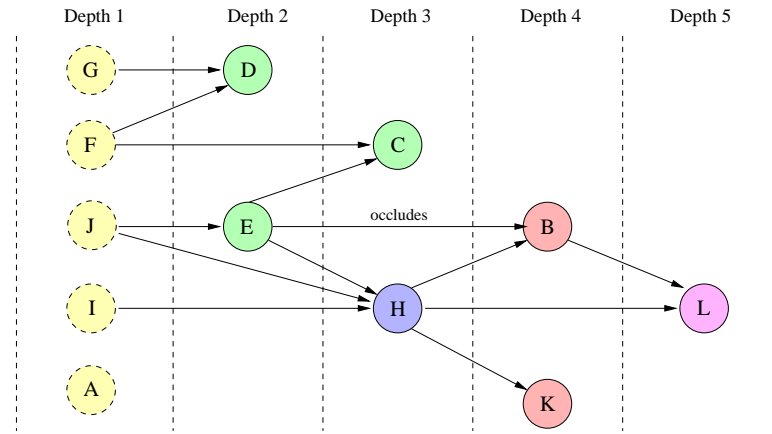 Depth 1 Depth 2 Depth 3 Depth 4 Depth 5
G D
F C
J E occludes B
I H L
A K